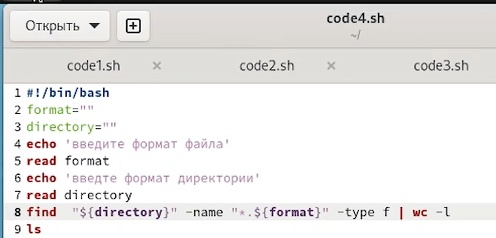 Открыть
code4.sh
~/
code1.sh × code2.sh × code3.sh
1 #!/bin/bash
2 format=""
3 directory=""
4 echo 'введите формат файла'
5 read format
6 echo 'введте формат директории'
7 read directory
8 find  "${directory}" -name "*.${format}" -type f | wc -l
9 ls